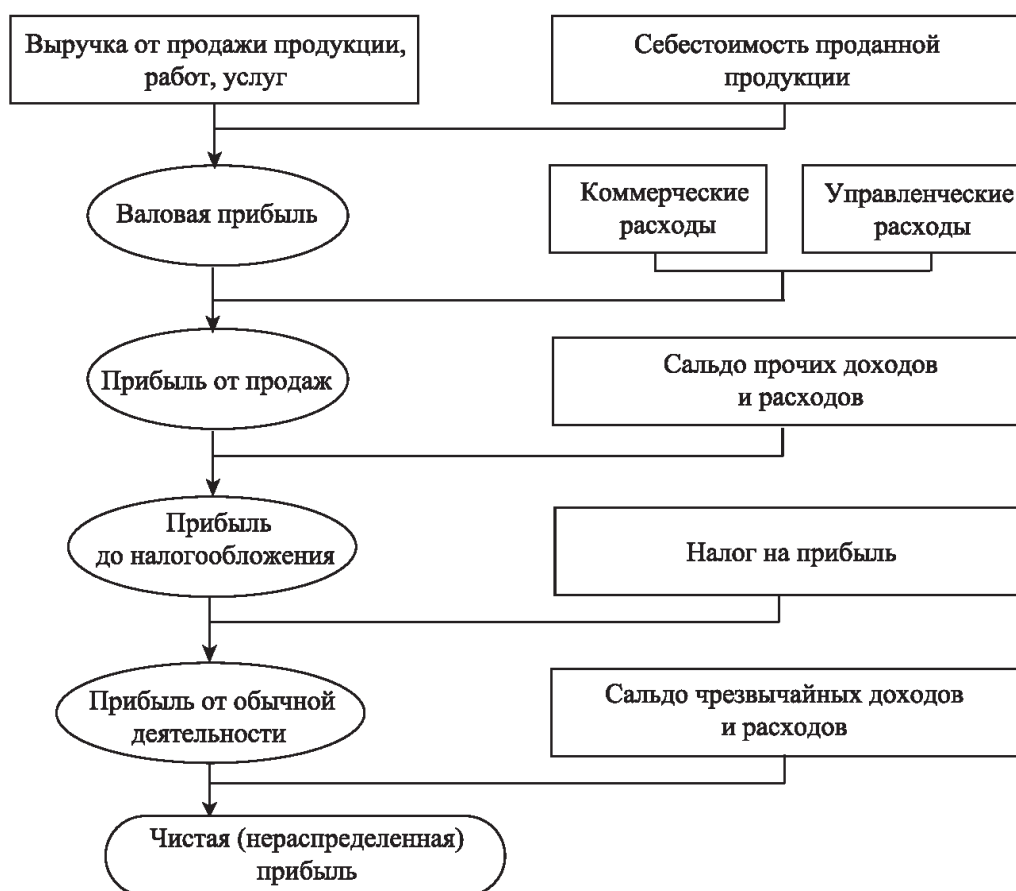 Выручка от продажи продукции,
работ, услуг
Себестоимость проданной
продукции
Валовая прибыль
Коммерческие
расходы
Управленческие
расходы
Прибыль от продаж
Сальдо прочих доходов
и расходов
Прибыль
до налогообложения
Налог на прибыль
Прибыль от обычной
деятельности
Сальдо чрезвычайных доходов
и расходов
Чистая (нераспределенная)
прибыль